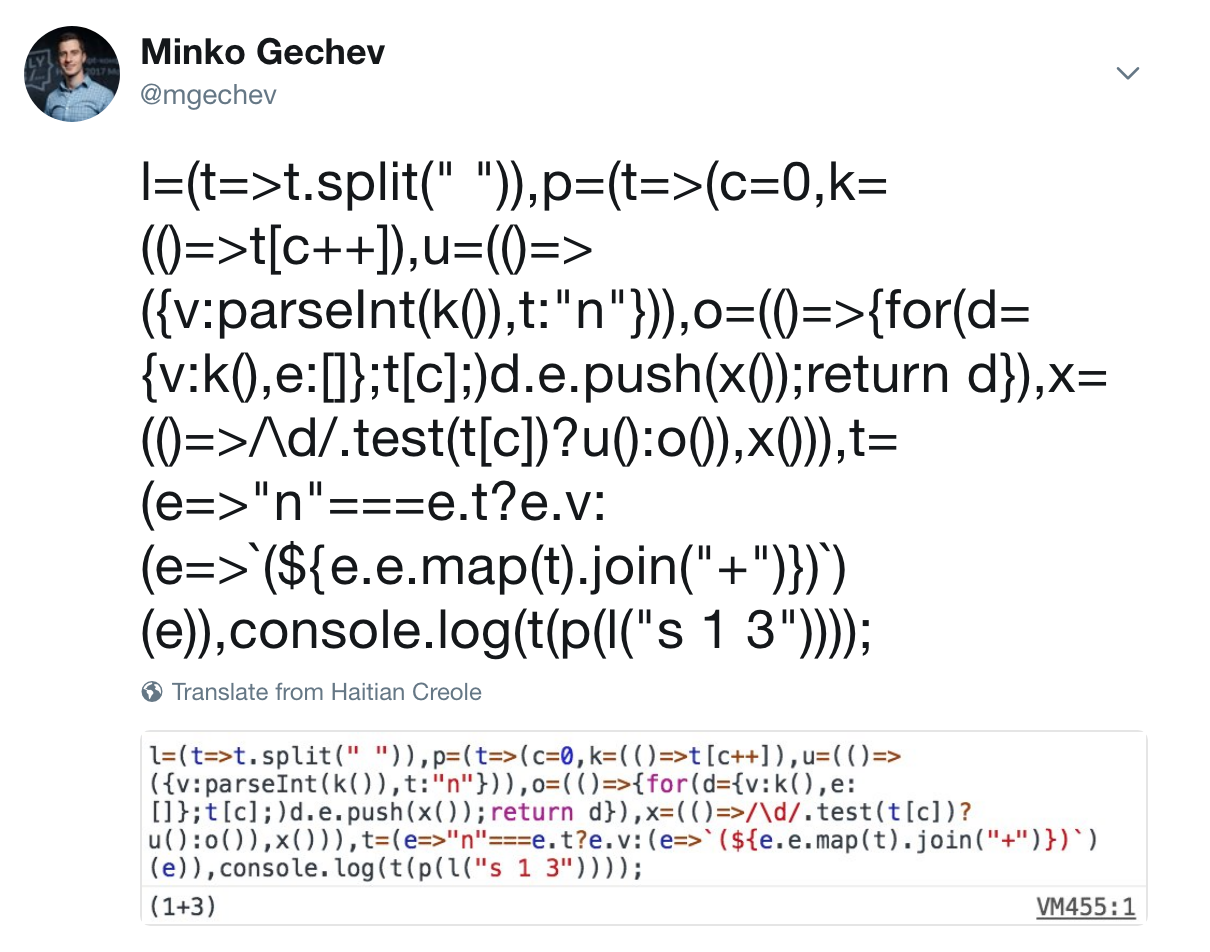 Minko Gechev
@mgechev
l=(t=>t.split(" ")),p=(t=>(c=0,k=
(()=>t[c++]),u=(()=>
({v:parseInt(k()),t:"n"})),o=(()=>{for(d=
{v:k(),e:[]};t[c];)d.e.push(x());return d}),x=
(()=>/\d/.test(t[c])?u():o()),x())),t=
(e=>"n"===e.t?e.v:
(e=>`(${e.e.map(t).join("+")})`)
(e)),console.log(t(p(l("s 1 3"))));
Translate from Haitian Creole
l=(t=>t.split(" ")),p=(t=>(c=0,k=(()=>t[c++]),u=(()=>
({v:parseInt(k()),t:"n"})),o=(()=>{for(d={v:k(),e:
[]};t[c];)d.e.push(x());return d}),x=(()=>/\d/.test(t[c])?
u():o()),x())),t=(e=>"n"===e.t?e.v:(e=>`(${e.e.map(t).join("+")})`)
(e)),console.log(t(p(l("s 1 3"))));
(1+3)
VM455:1